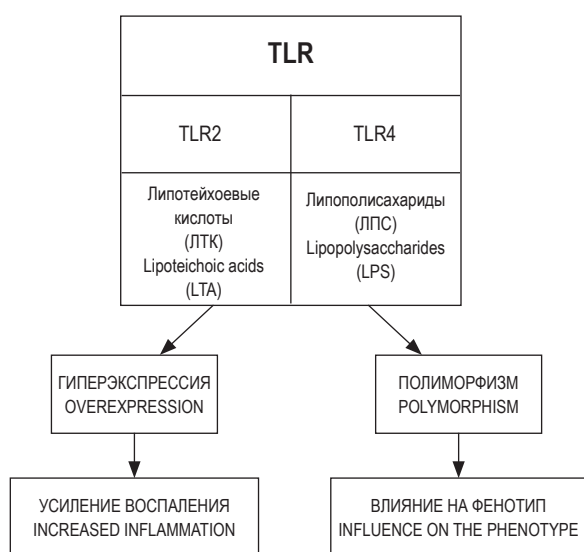 TLR
TLR2
TLR4
Липотейхоевые
кислоты
(ЛТК)
Lipoteichoic acids
(LTA)
Липополисахариды
(ЛПС)
Lipopolysaccharides
(LPS)
ГИПЕРЭКСПРЕССИЯ
OVEREXPRESSION
ПОЛИМОРФИЗМ
POLYMORPHISM
УСИЛЕНИЕ ВОСПАЛЕНИЯ
INCREASED INFLAMMATION
ВЛИЯНИЕ НА ФЕНОТИП
INFLUENCE ON THE PHENOTYPE